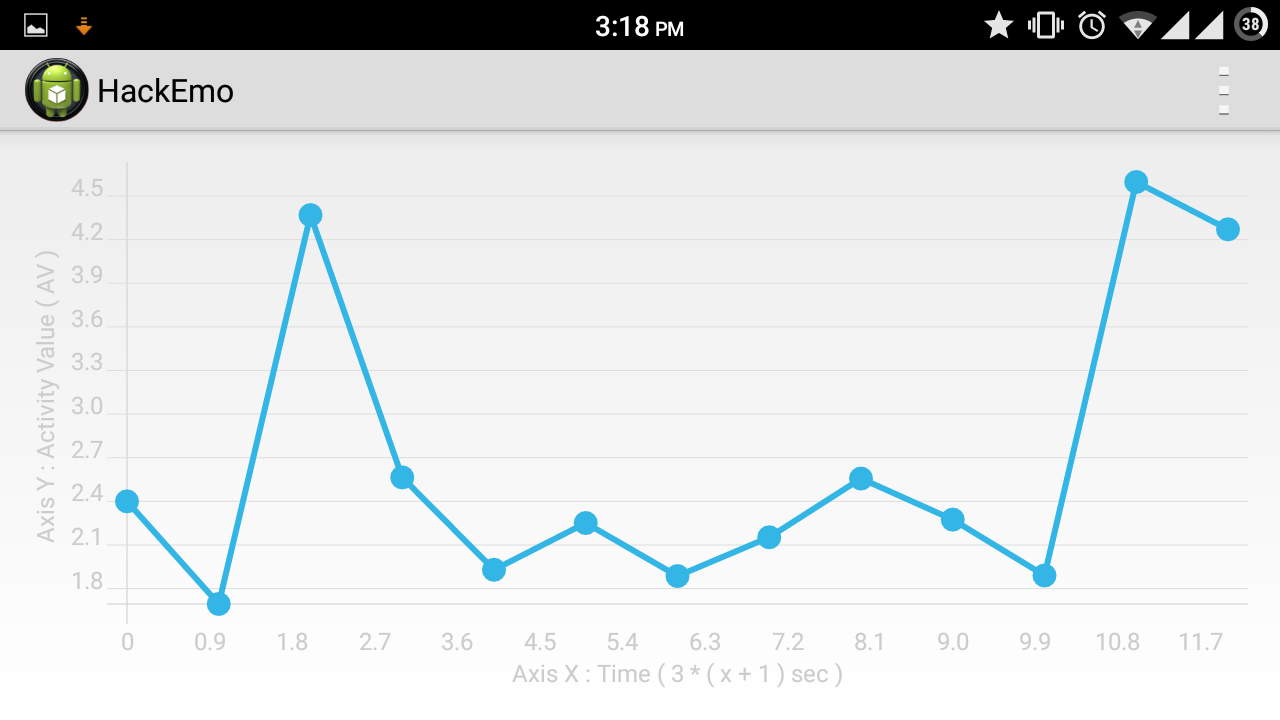 3:18 PM
38
HackEmo
4.5
4.2
3.9
3.6
3.3
3.0
2.7
2.4
2.1
1.8
Axis Y : Activity Value ( AV )
0 0.9 1.8 2.7 3.6 4.5 5.4 6.3 7.2 8.1 9.0 9.9 10.8 11.7
Axis X : Time ( 3 * ( x + 1 ) sec )